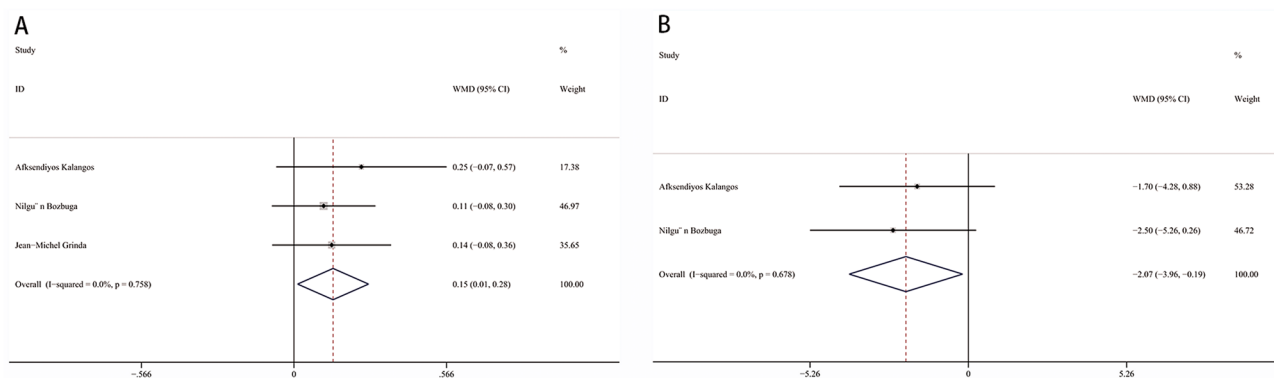 A
Study %
ID WMD (95% CI) Weight
Afksendiyos Kalangos 0.25 (−0.07, 0.57) 17.38
Nilgu¨ n Bozbuga 0.11 (−0.08, 0.30) 46.97
Jean−Michel Grinda 0.14 (−0.08, 0.36) 35.65
Overall (I−squared = 0.0%, p = 0.758) 0.15 (0.01, 0.28) 100.00
−.566 0 .566
B
Study %
ID WMD (95% CI) Weight
Afksendiyos Kalangos −1.70 (−4.28, 0.88) 53.28
Nilgu¨ n Bozbuga −2.50 (−5.26, 0.26) 46.72
Overall (I−squared = 0.0%, p = 0.678) −2.07 (−3.96, −0.19) 100.00
−5.26 0 5.26